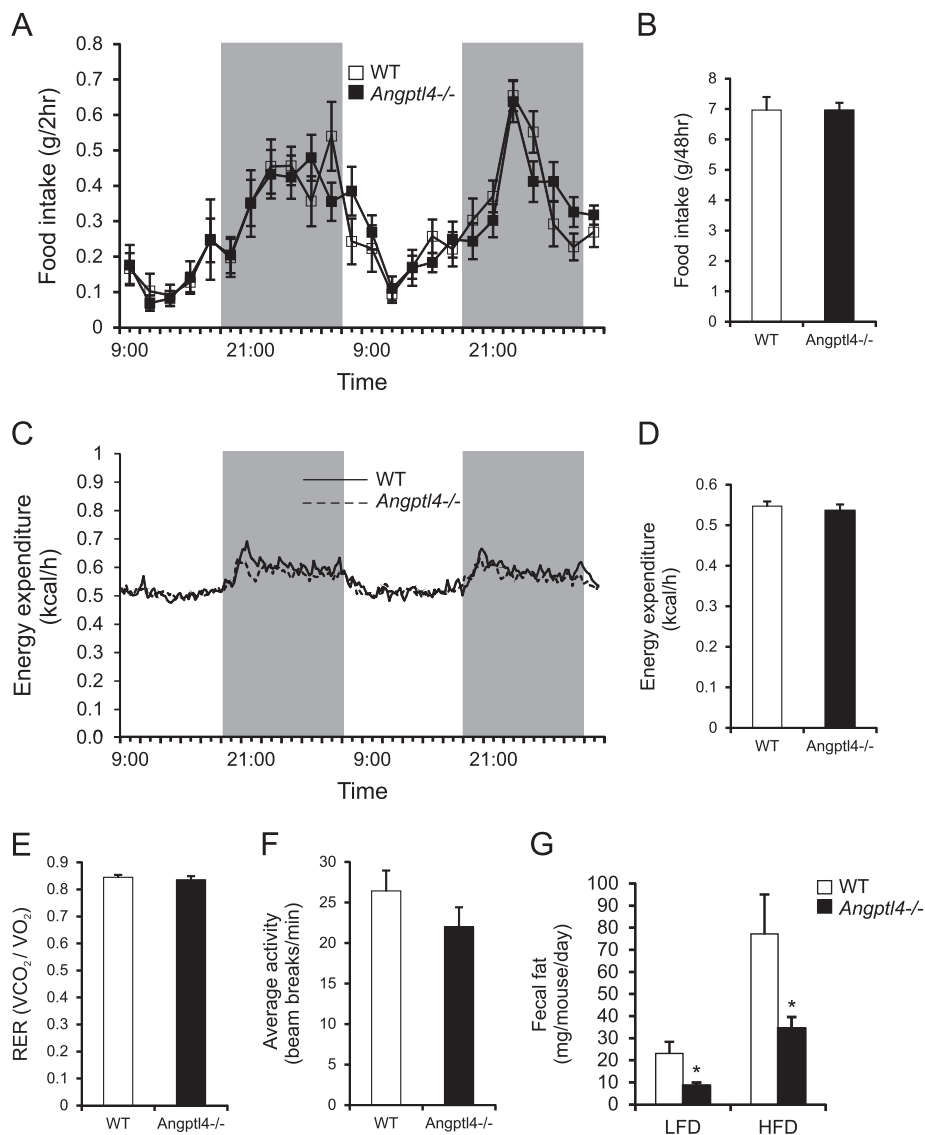 A
Food intake (g/2hr)
0.8
0.7
0.6
0.5
0.4
0.3
0.2
0.1
0
WT
Angptl4-/-
9:00 21:00 9:00 21:00
Time
B
Food intake (g/48hr)
8
7
6
5
4
3
2
1
0
WT Angptl4-/-
C
Energy expenditure
(kcal/h)
1
0.9
0.8
0.7
0.6
0.5
0.4
0.3
0.2
0.1
0.0
WT
Angptl4-/-
9:00 21:00 9:00 21:00
Time
D
Energy expenditure
(kcal/h)
0.6
0.5
0.4
0.3
0.2
0.1
0
WT Angptl4-/-
E
RER (VCO2 / VO2)
0.9
0.8
0.7
0.6
0.5
0.4
0.3
0.2
0.1
0
WT Angptl4-/-
F
Average activity
(beam breaks/min)
30
25
20
15
10
5
0
WT Angptl4-/-
G
Fecal fat
(mg/mouse/day)
100
90
80
70
60
50
40
30
20
10
0
WT
Angptl4-/-
*
*
LFD HFD